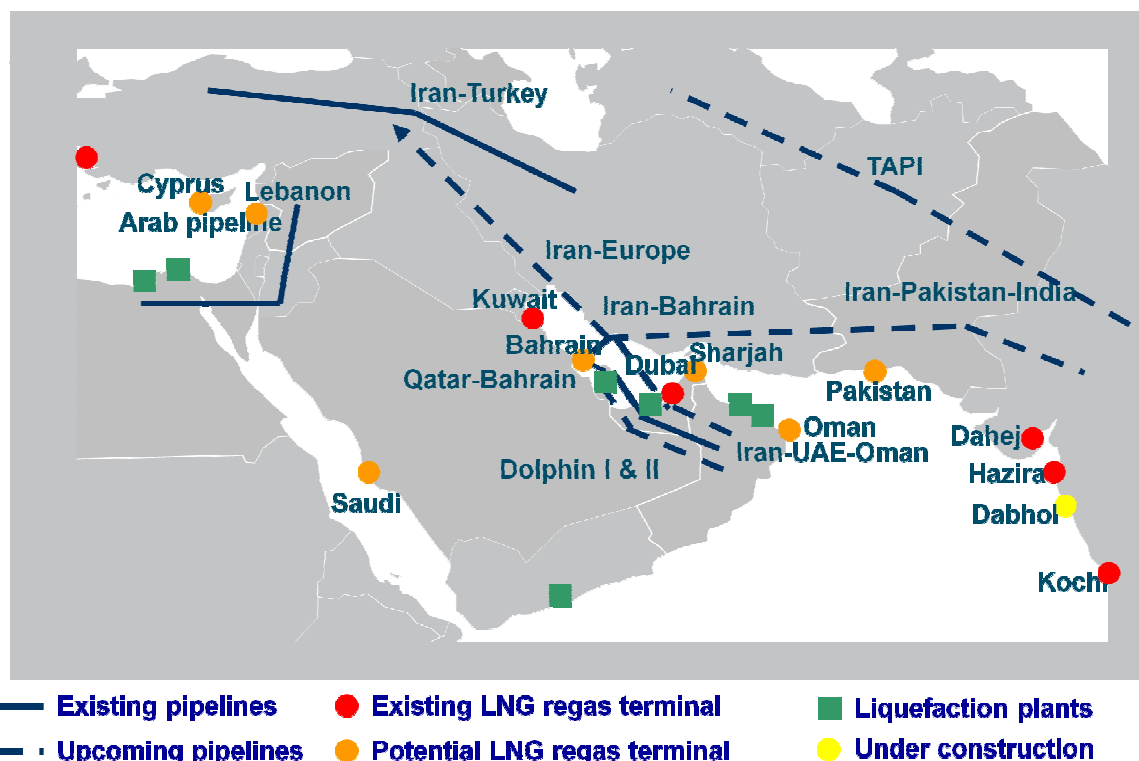 Iran-Turkey
TAPI
Cyprus
Lebanon
Arab pipeline
Iran-Europe
Iran-Pakistan-India
Kuwait
Iran-Bahrain
Bahrain
Sharjah
Dubai
Qatar-Bahrain
Pakistan
Oman
Dahej
Iran-UAE-Oman
Dolphin I & II
Hazira
Saudi
Dabhol
Kochi
Existing pipelines
Existing LNG regas terminal
Liquefaction plants
Upcoming pipelines
Potential LNG regas terminal
Under construction